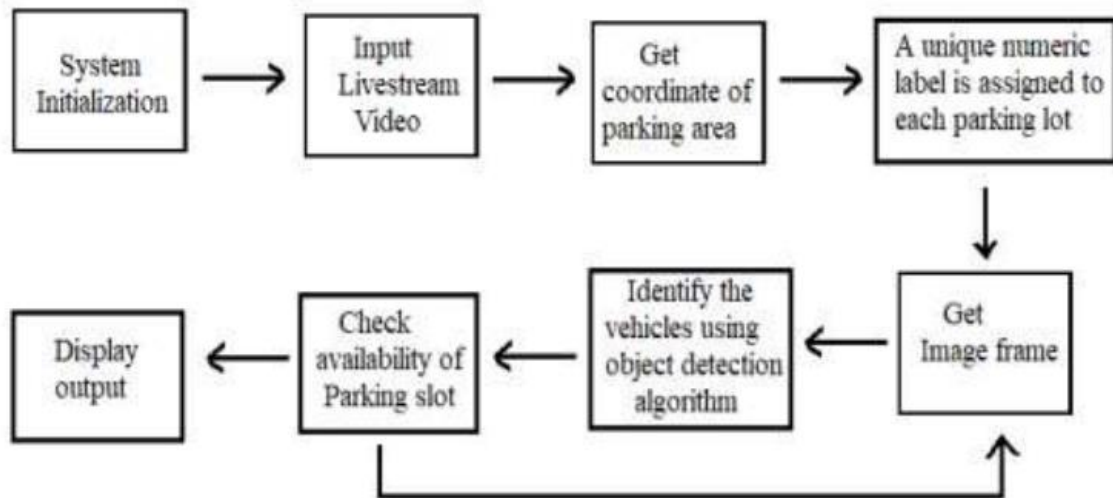 System
Initialization
Input
Livestream
Video
Get
coordinate of
parking area
A unique numeric
label is assigned to
each parking lot
Get
Image frame
Identify the
vehicles using
object detection
algorithm
Check
availability of
Parking slot
Display
output